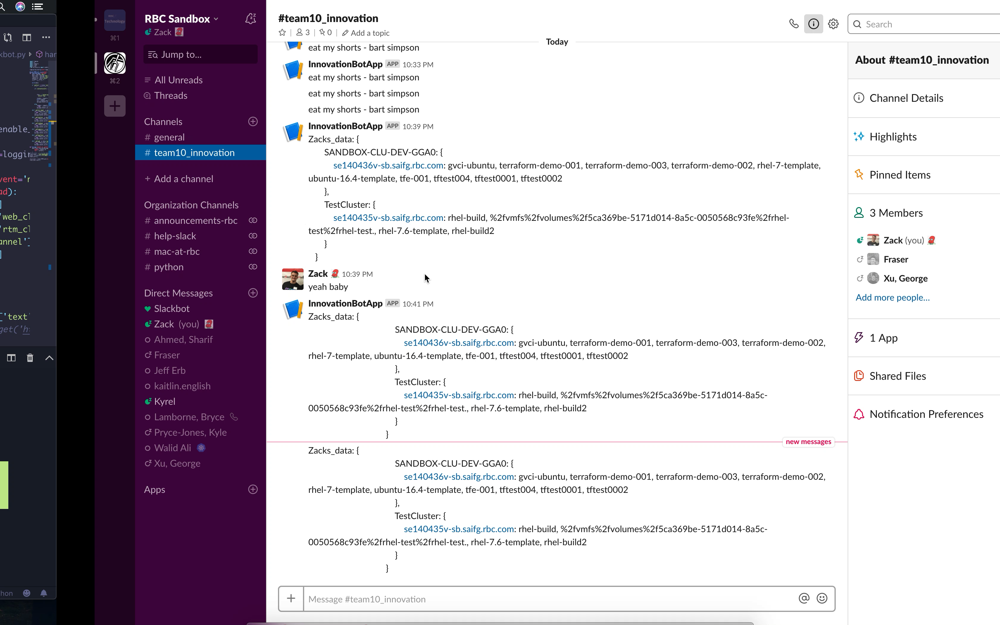 kbot.py
har
enable_
=loggin
vent='r
ad):
]
'web_cl
'rtm_cl
annel']
]
['text'
get('ht
hon
RBC
Technology
⌘1
⌘2
RBC Sandbox
Zack
Jump to...
All Unreads
Threads
Channels
# general
# team10_innovation
+ Add a channel
Organization Channels
# announcements-rbc
# help-slack
# mac-at-rbc
# python
Direct Messages
Slackbot
Zack (you)
Ahmed, Sharif
Fraser
Jeff Erb
kaitlin.english
Kyrel
Lamborne, Bryce
Pryce-Jones, Kyle
Walid Ali
Xu, George
Apps
#team10_innovation
3 | 0 | Add a topic
Search
Today
eat my shorts - bart simpson
InnovationBotApp APP 10:33 PM
eat my shorts - bart simpson
eat my shorts - bart simpson
eat my shorts - bart simpson
InnovationBotApp APP 10:39 PM
Zacks_data: {
SANDBOX-CLU-DEV-GGA0: {
se140436v-sb.saifg.rbc.com: gvci-ubuntu, terraform-demo-001, terraform-demo-003, terraform-demo-002, rhel-7-template,
ubuntu-16.4-template, tfe-001, tftest004, tftest0001, tftest0002
},
TestCluster: {
se140435v-sb.saifg.rbc.com: rhel-build, %2fvmfs%2fvolumes%2f5ca369be-5171d014-8a5c-0050568c93fe%2frhel-
test%2frhel-test., rhel-7.6-template, rhel-build2
}
}
Zack 10:39 PM
yeah baby
InnovationBotApp APP 10:41 PM
Zacks_data: {
SANDBOX-CLU-DEV-GGA0: {
se140436v-sb.saifg.rbc.com: gvci-ubuntu, terraform-demo-001, terraform-demo-003, terraform-demo-002,
rhel-7-template, ubuntu-16.4-template, tfe-001, tftest004, tftest0001, tftest0002
},
TestCluster: {
se140435v-sb.saifg.rbc.com: rhel-build, %2fvmfs%2fvolumes%2f5ca369be-5171d014-8a5c-
0050568c93fe%2frhel-test%2frhel-test., rhel-7.6-template, rhel-build2
}
}
new messages
Zacks_data: {
SANDBOX-CLU-DEV-GGA0: {
se140436v-sb.saifg.rbc.com: gvci-ubuntu, terraform-demo-001, terraform-demo-003, terraform-demo-002,
rhel-7-template, ubuntu-16.4-template, tfe-001, tftest004, tftest0001, tftest0002
},
TestCluster: {
se140435v-sb.saifg.rbc.com: rhel-build, %2fvmfs%2fvolumes%2f5ca369be-5171d014-8a5c-
0050568c93fe%2frhel-test%2frhel-test., rhel-7.6-template, rhel-build2
}
}
Message #team10_innovation
About #team10_innovation
Channel Details
Highlights
Pinned Items
3 Members
Zack (you)
Fraser
Xu, George
Add more people...
1 App
Shared Files
Notification Preferences